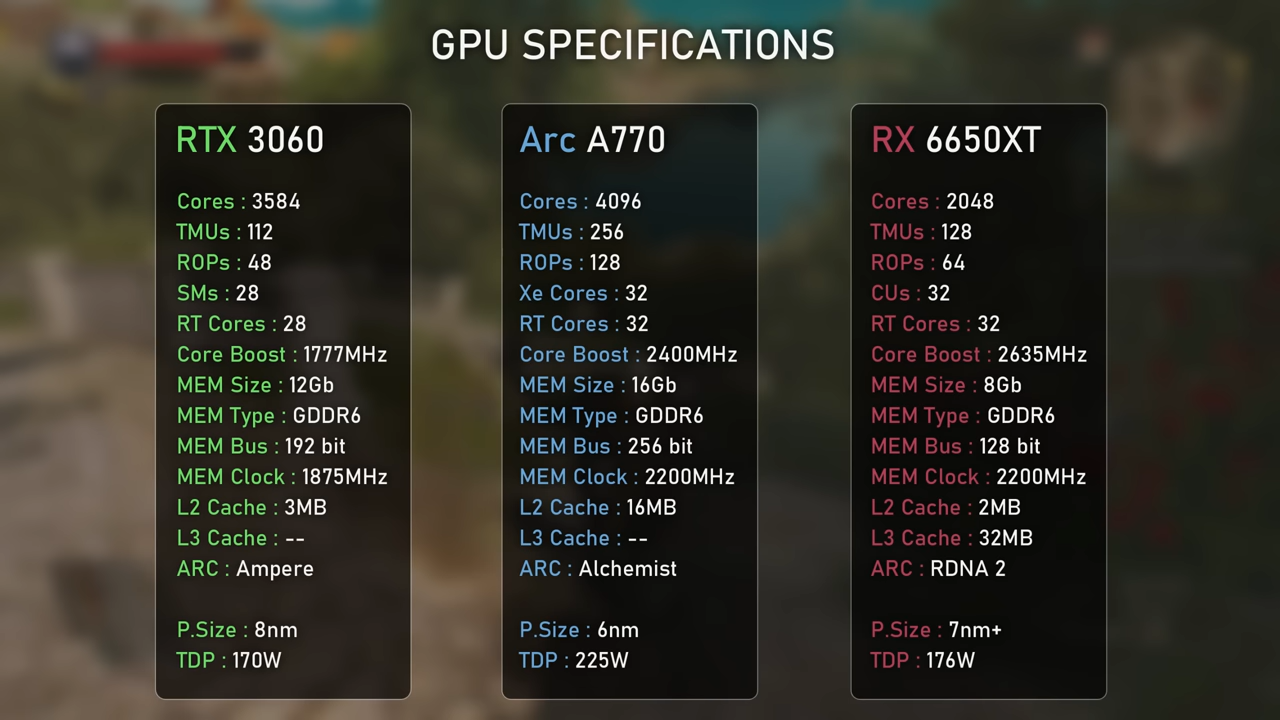 GPU SPECIFICATIONS
RTX 3060
Cores : 3584
TMUs : 112
ROPs : 48
SMs : 28
RT Cores : 28
Core Boost : 1777MHz
MEM Size : 12Gb
MEM Type : GDDR6
MEM Bus : 192 bit
MEM Clock : 1875MHz
L2 Cache : 3MB
L3 Cache : --
ARC : Ampere
P.Size : 8nm
TDP : 170W
Arc A770
Cores : 4096
TMUs : 256
ROPs : 128
Xe Cores : 32
RT Cores : 32
Core Boost : 2400MHz
MEM Size : 16Gb
MEM Type : GDDR6
MEM Bus : 256 bit
MEM Clock : 2200MHz
L2 Cache : 16MB
L3 Cache : --
ARC : Alchemist
P.Size : 6nm
TDP : 225W
RX 6650XT
Cores : 2048
TMUs : 128
ROPs : 64
CUs : 32
RT Cores : 32
Core Boost : 2635MHz
MEM Size : 8Gb
MEM Type : GDDR6
MEM Bus : 128 bit
MEM Clock : 2200MHz
L2 Cache : 2MB
L3 Cache : 32MB
ARC : RDNA 2
P.Size : 7nm+
TDP : 176W